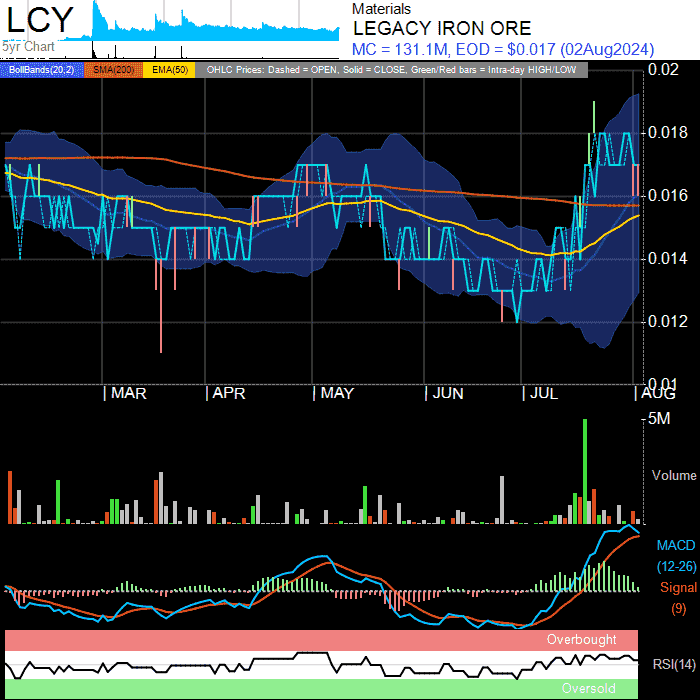 LCY
5yr Chart
Materials
LEGACY IRON ORE
MC = 131.1M, EOD = $0.017 (02Aug2024)
BollBands(20,2) SMA(200) EMA(50) OHLC Prices: Dashed = OPEN, Solid = CLOSE, Green/Red bars = Intra-day HIGH/LOW
0.02
0.018
0.016
0.014
0.012
0.01
MAR APR MAY JUN JUL AUG
5M
Volume
MACD
(12-26)
Signal
(9)
Overbought
RSI(14)
Oversold